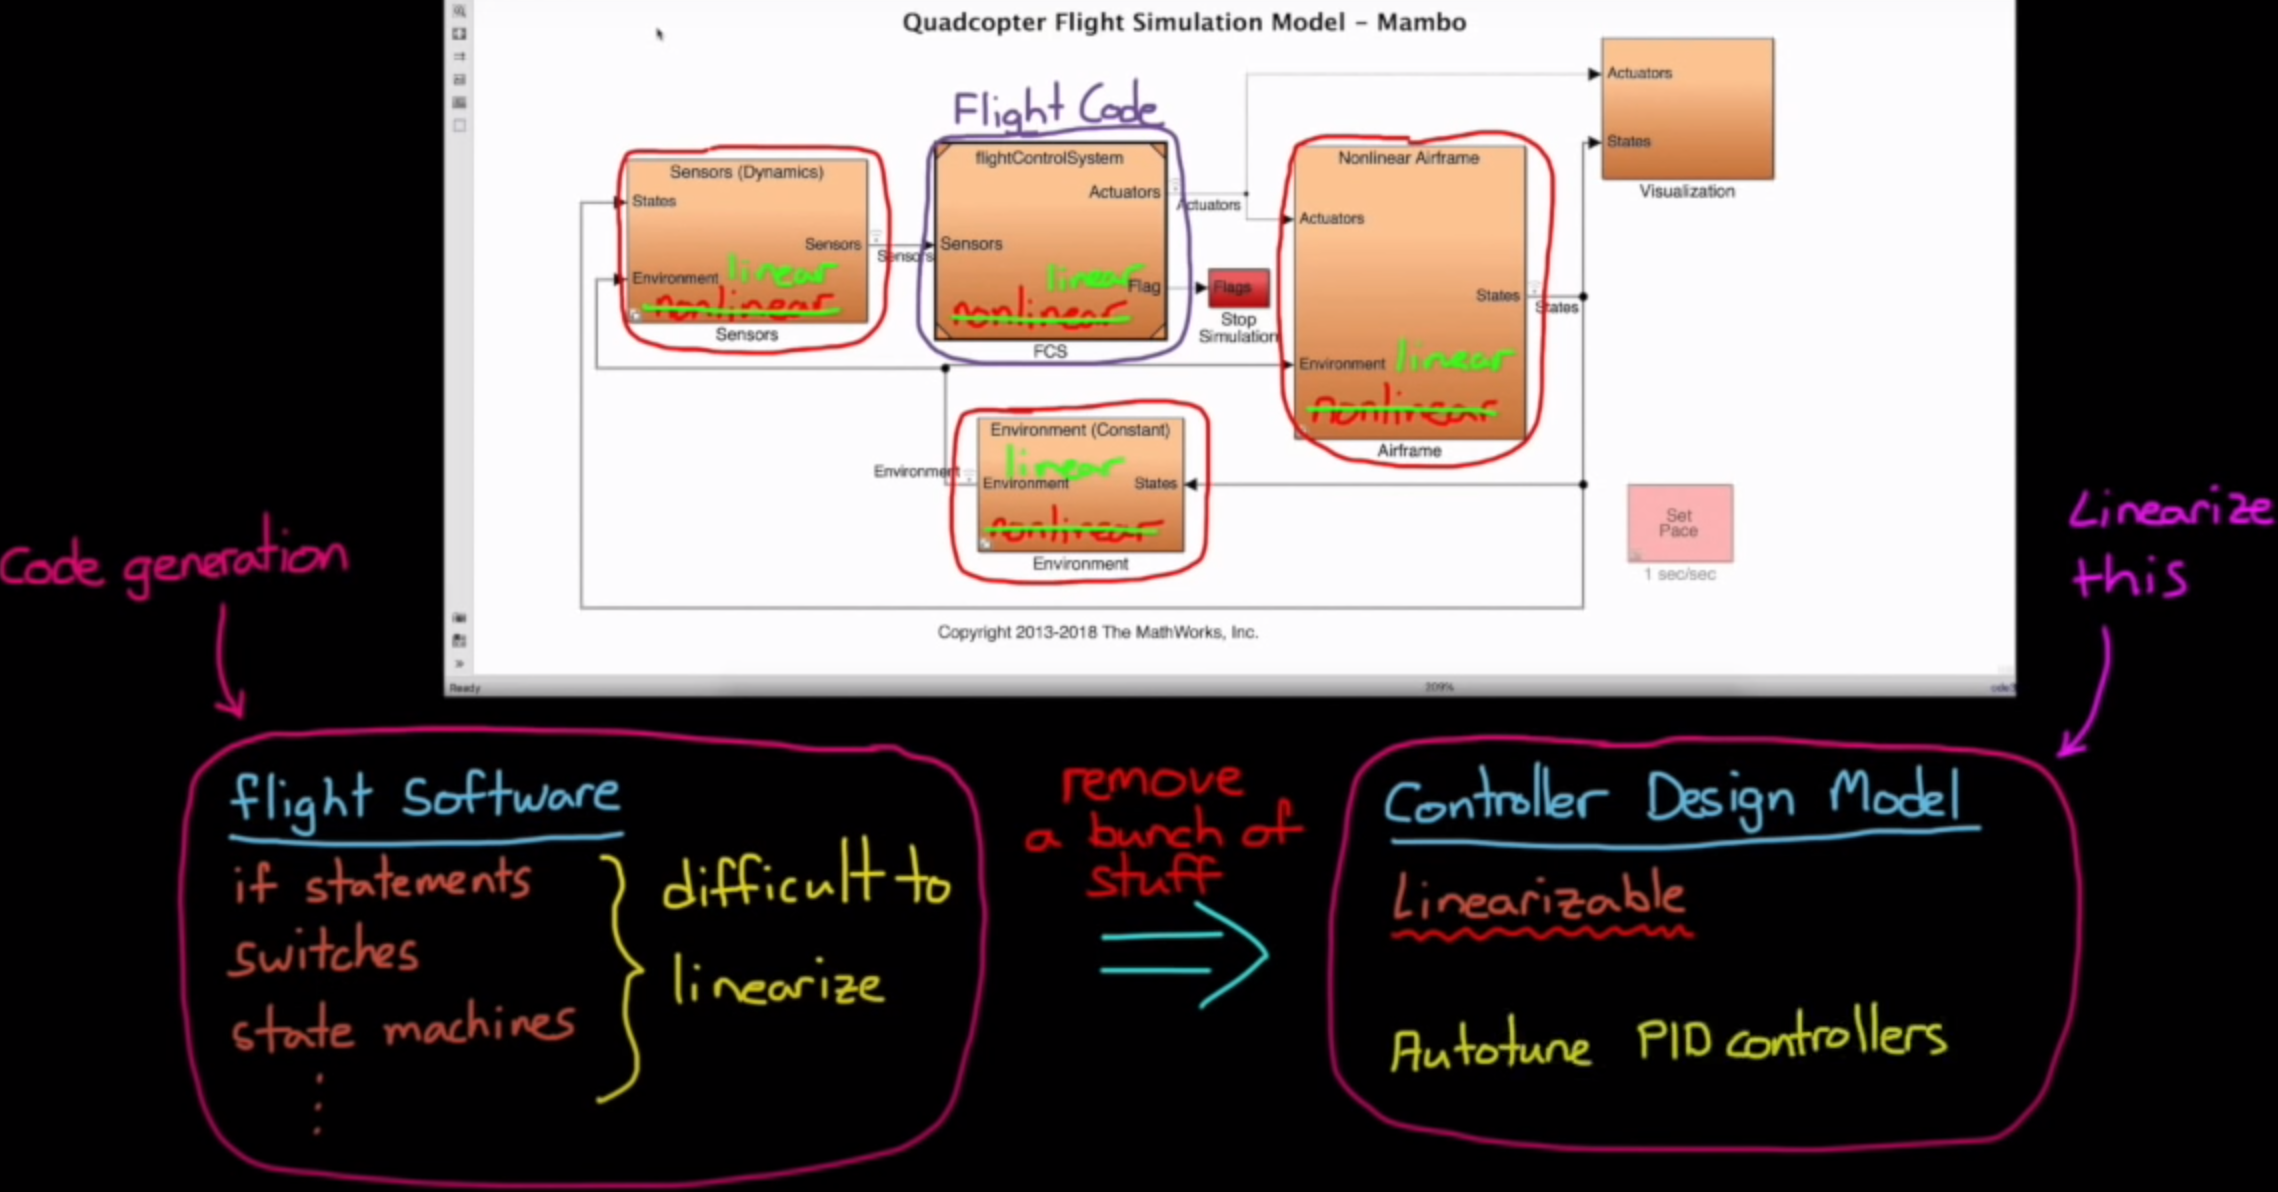 Quadcopter Flight Simulation Model - Mambo
Flight Code
Sensors (Dynamics)
States
Sensors
Environment
linear
nonlinear
Sensors
Sensors
flightControlSystem
Actuators
Sensors
linear
Flag
nonlinear
FCS
Actuators
Flags
Stop
Simulation
Nonlinear Airframe
Actuators
States
Environment
linear
nonlinear
Airframe
States
Actuators
States
Visualization
Environment (Constant)
linear
Environment
States
nonlinear
Environment
Environment
Set
Pace
1 sec/sec
Copyright 2013-2018 The MathWorks, Inc.
Ready
209%
Code generation
Linearize
this
flight software
if statements
switches
state machines
difficult to
linearize
remove
a bunch of
stuff
Controller Design Model
Linearizable
Autotune PID controllers